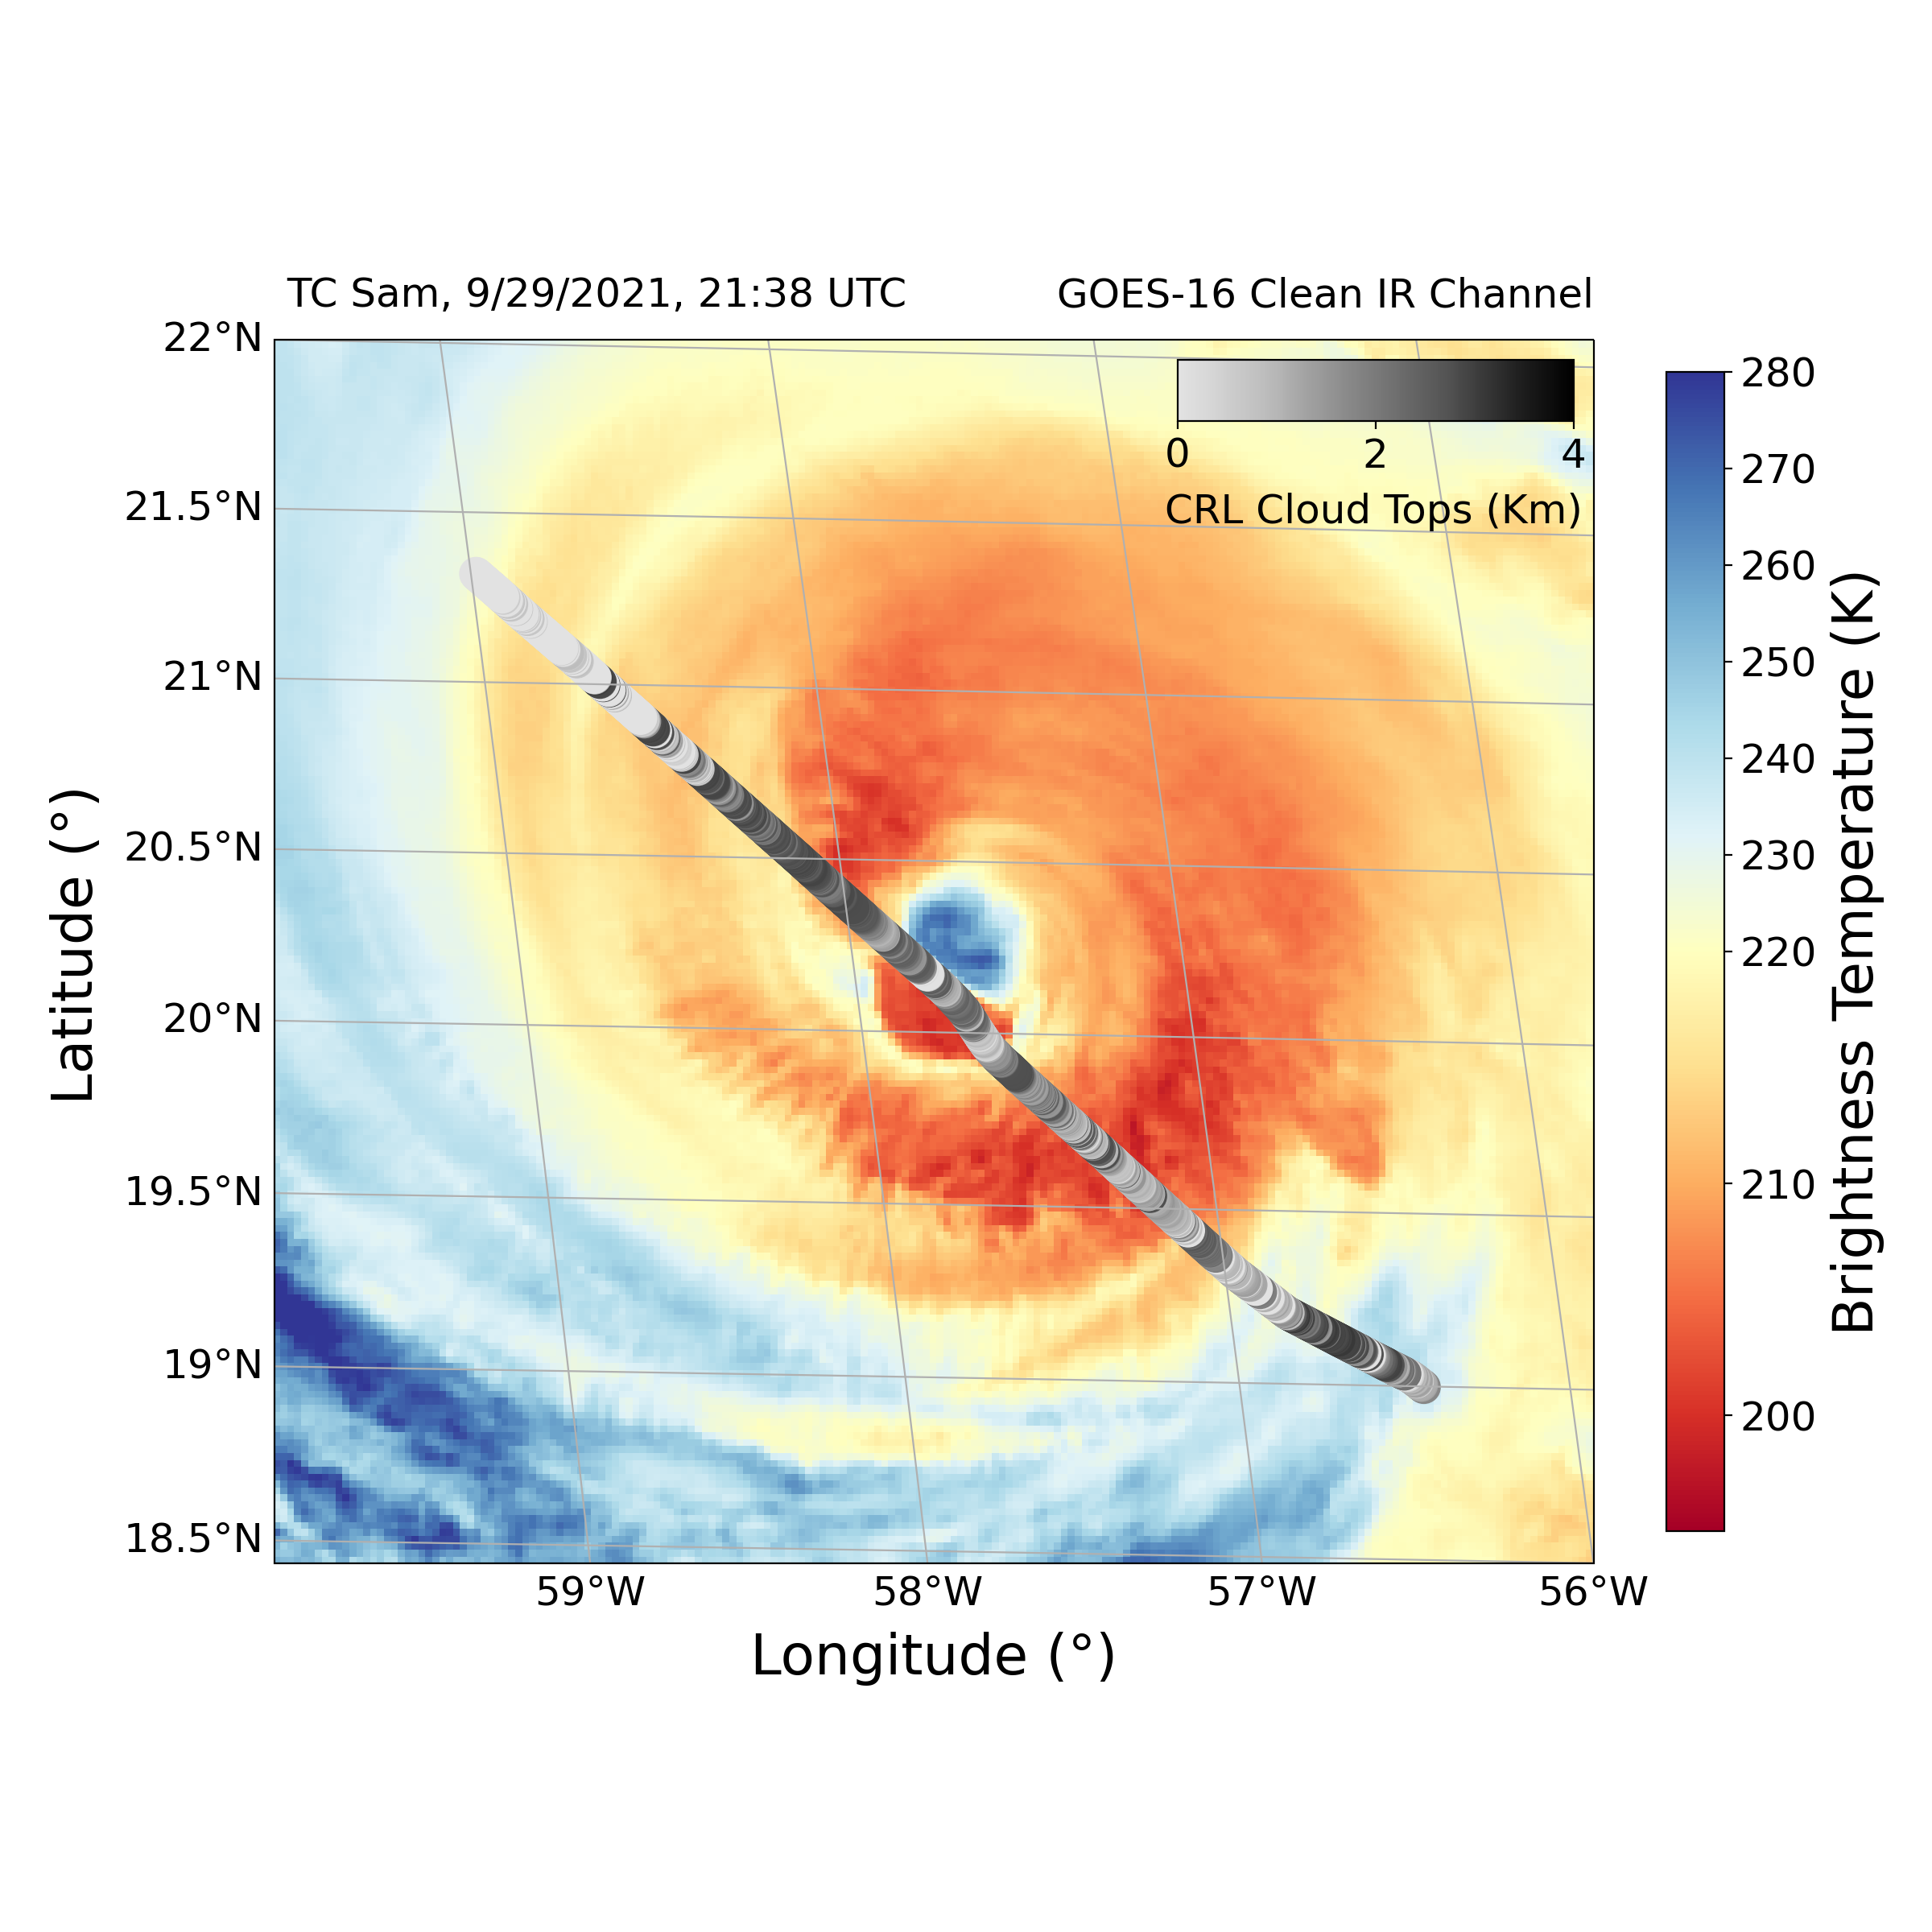 TC Sam, 9/29/2021, 21:38 UTC
GOES-16 Clean IR Channel
22°N
21.5°N
21°N
20.5°N
20°N
19.5°N
19°N
18.5°N
Latitude (°)
59°W
58°W
57°W
56°W
Longitude (°)
0
2
4
CRL Cloud Tops (Km)
280
270
260
250
240
230
220
210
200
Brightness Temperature (K)